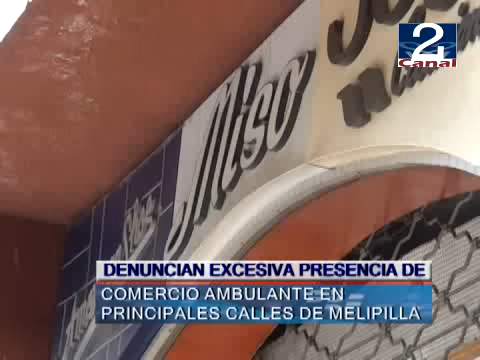 2
Canal
Miso
DENUNCIAN EXCESIVA PRESENCIA DE
COMERCIO AMBULANTE EN
PRINCIPALES CALLES DE MELIPILLA